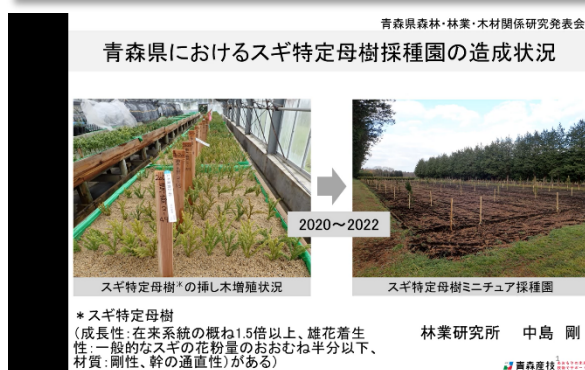 青森県森林・林業・木材関係研究発表会
青森県におけるスギ特定母樹採種園の造成状況
2020～2022
スギ特定母樹*の挿し木増殖状況
スギ特定母樹ミニチュア採種園
*スギ特定母樹
(成長性:在来系統の概ね1.5倍以上、雄花着生
性:一般的なスギの花粉量のおおむね半分以下、
材質:剛性、幹の通直性)がある)
林業研究所　中島 剛
青森産技